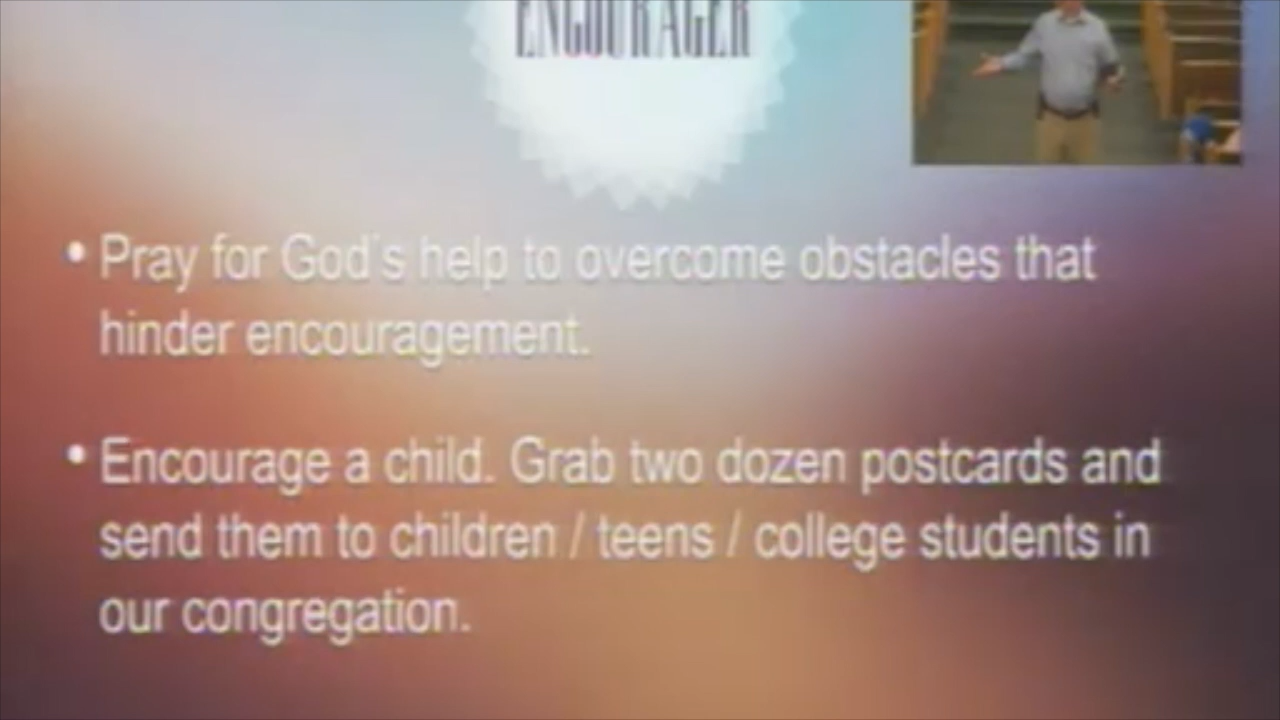 ENCOURAGER
• Pray for God's help to overcome obstacles that
hinder encouragement.
• Encourage a child. Grab two dozen postcards and
send them to children / teens / college students in
our congregation.